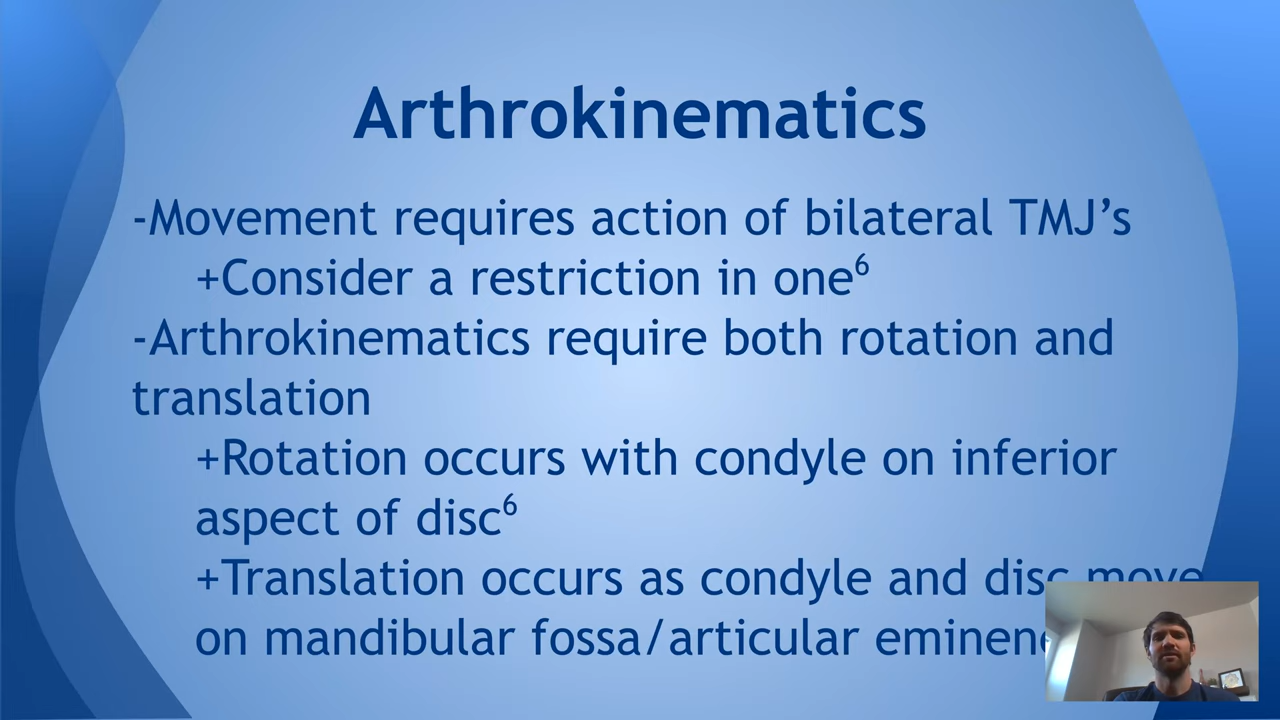 Arthrokinematics
-Movement requires action of bilateral TMJ’s
+Consider a restriction in one⁶
-Arthrokinematics require both rotation and
translation
+Rotation occurs with condyle on inferior
aspect of disc⁶
+Translation occurs as condyle and disc move
on mandibular fossa/articular